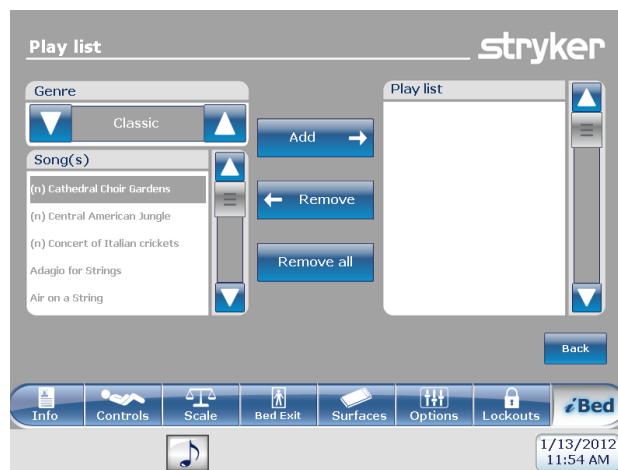 Play list
stryker
Genre
Classic
Song(s)
(n) Cathedral Choir Gardens
(n) Central American Jungle
(n) Concert of Italian crickets
Adagio for Strings
Air on a String
Add
Remove
Remove all
Play list
Back
Info
Controls
Scale
Bed Exit
Surfaces
Options
Lockouts
iBed
1/13/2012
11:54 AM